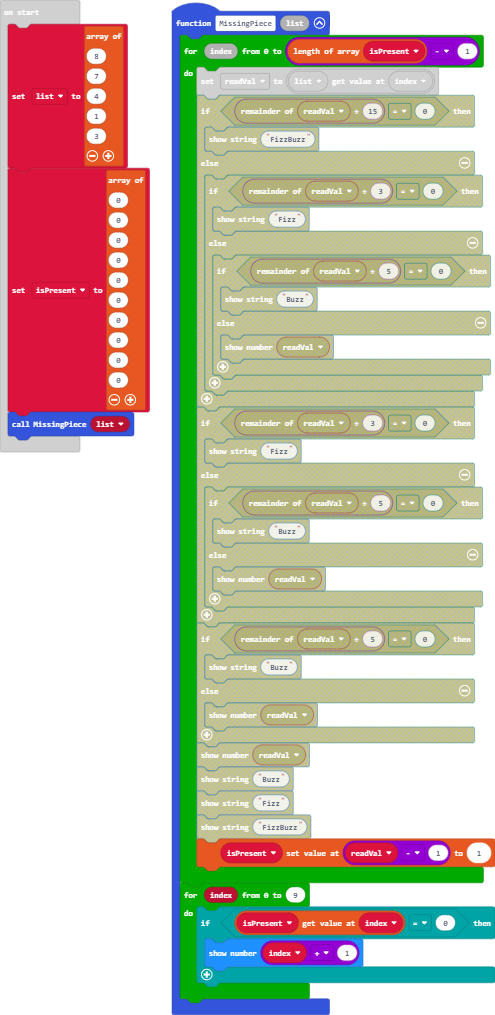 on start
array of
8
7
set list to 4
1
3
array of
0
0
0
0
set isPresent to 0
0
0
0
0
0
call MissingPiece list
function MissingPiece list
for index from 0 to length of array isPresent - 1
do set readVal to list get value at index
if remainder of readVal ÷ 15 = 0 then
show string "FizzBuzz"
else
if remainder of readVal ÷ 3 = 0 then
show string "Fizz"
else
if remainder of readVal ÷ 5 = 0 then
show string "Buzz"
else
show number readVal
if remainder of readVal ÷ 3 = 0 then
show string "Fizz"
else
if remainder of readVal ÷ 5 = 0 then
show string "Buzz"
else
show number readVal
if remainder of readVal ÷ 5 = 0 then
show string "Buzz"
else
show number readVal
show number readVal
show string "Buzz"
show string "Fizz"
show string "FizzBuzz"
isPresent set value at readVal - 1 to 1
for index from 0 to 9
do if isPresent get value at index = 0 then
show number index + 1